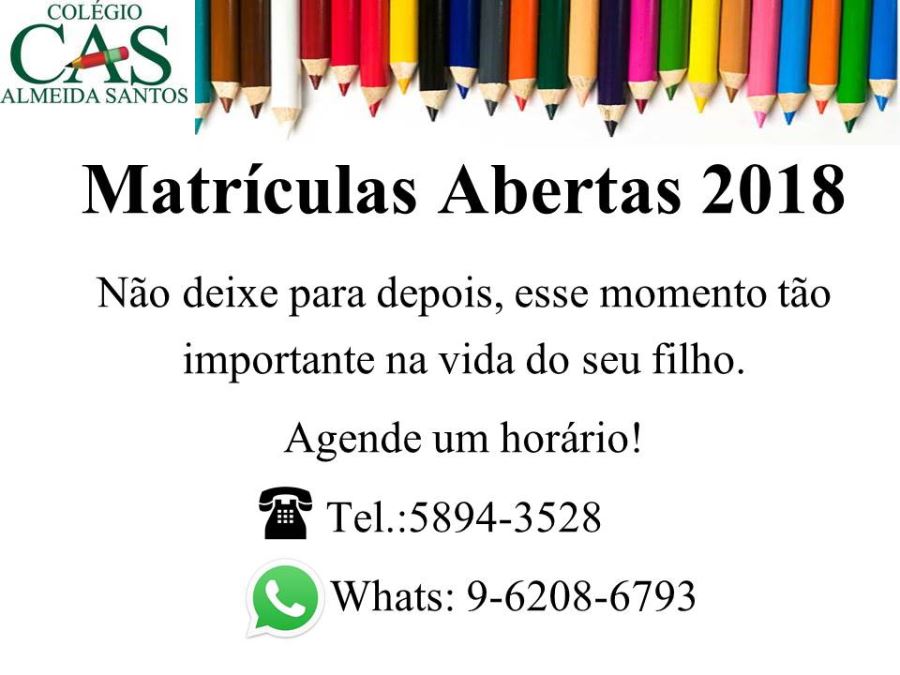 COLÉGIO
CAS
ALMEIDA SANTOS
Matrículas Abertas 2018
Não deixe para depois, esse momento tão
importante na vida do seu filho.
Agende um horário!
Tel.:5894-3528
Whats: 9-6208-6793